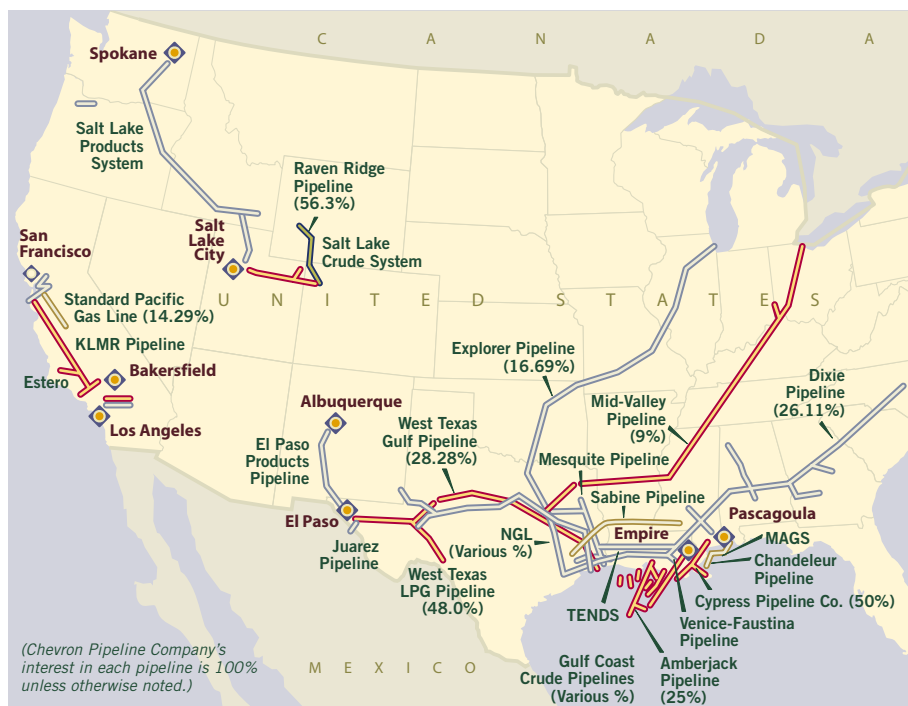 C A N A D A
Spokane
Salt Lake
Products
System
Raven Ridge
Pipeline
(56.3%)
Salt
Lake
City
Salt Lake
Crude System
San
Francisco
U N I T E D S T A T E S
Standard Pacific
Gas Line (14.29%)
KLMR Pipeline
Explorer Pipeline
(16.69%)
Estero
Bakersfield
Dixie
Pipeline
(26.11%)
Los Angeles
Albuquerque
Mid-Valley
Pipeline
(9%)
West Texas
Gulf Pipeline
(28.28%)
El Paso
Products
Pipeline
Mesquite Pipeline
Sabine Pipeline
El Paso
Pascagoula
Empire
NGL
(Various %)
Juarez
Pipeline
MAGS
Chandeleur
Pipeline
West Texas
LPG Pipeline
(48.0%)
TENDS
Cypress Pipeline Co. (50%)
Venice-Faustina
Pipeline
(Chevron Pipeline Company's
interest in each pipeline is 100%
unless otherwise noted.)
M E X I C O
Gulf Coast
Crude Pipelines
(Various %)
Amberjack
Pipeline
(25%)